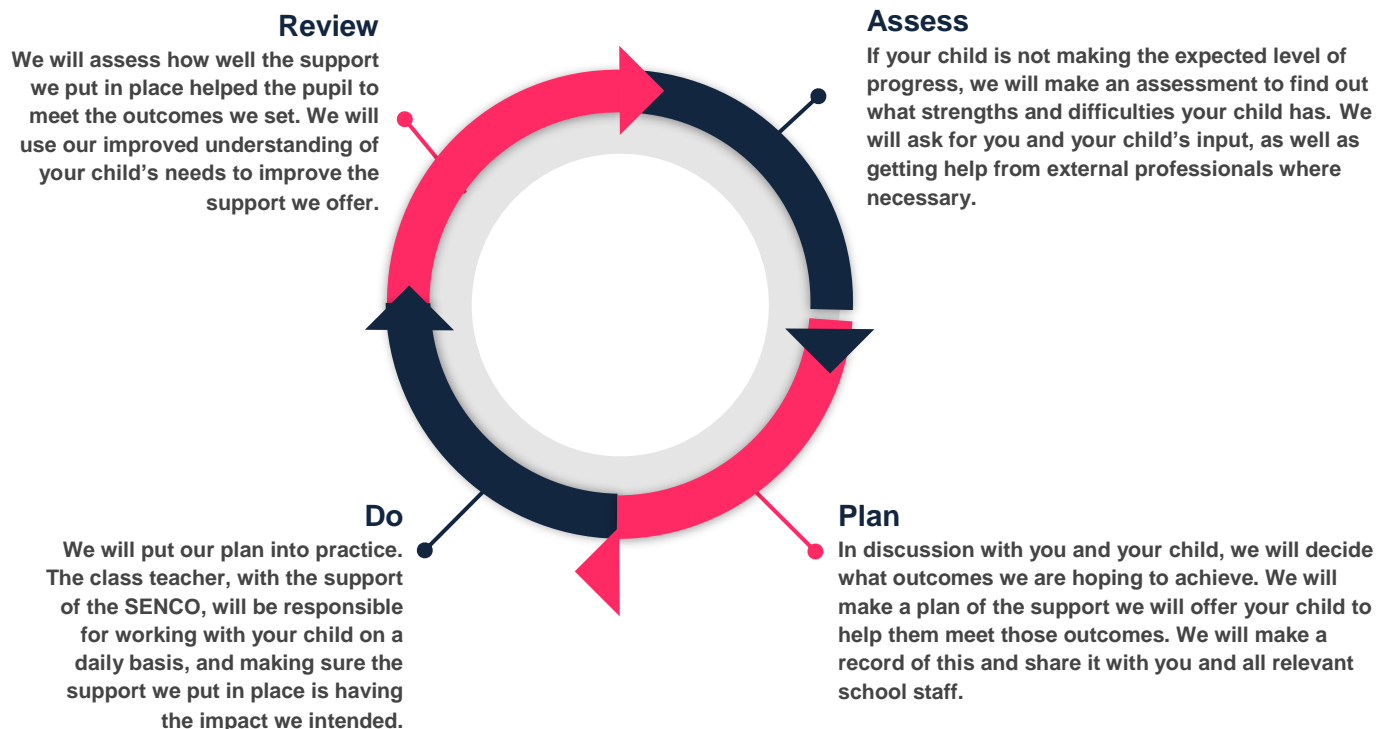 Review
We will assess how well the support
we put in place helped the pupil to
meet the outcomes we set. We will
use our improved understanding of
your child’s needs to improve the
support we offer.
Assess
If your child is not making the expected level of
progress, we will make an assessment to find out
what strengths and difficulties your child has. We
will ask for you and your child’s input, as well as
getting help from external professionals where
necessary.
Do
We will put our plan into practice.
The class teacher, with the support
of the SENCO, will be responsible
for working with your child on a
daily basis, and making sure the
support we put in place is having
the impact we intended.
Plan
In discussion with you and your child, we will decide
what outcomes we are hoping to achieve. We will
make a plan of the support we will offer your child to
help them meet those outcomes. We will make a
record of this and share it with you and all relevant
school staff.